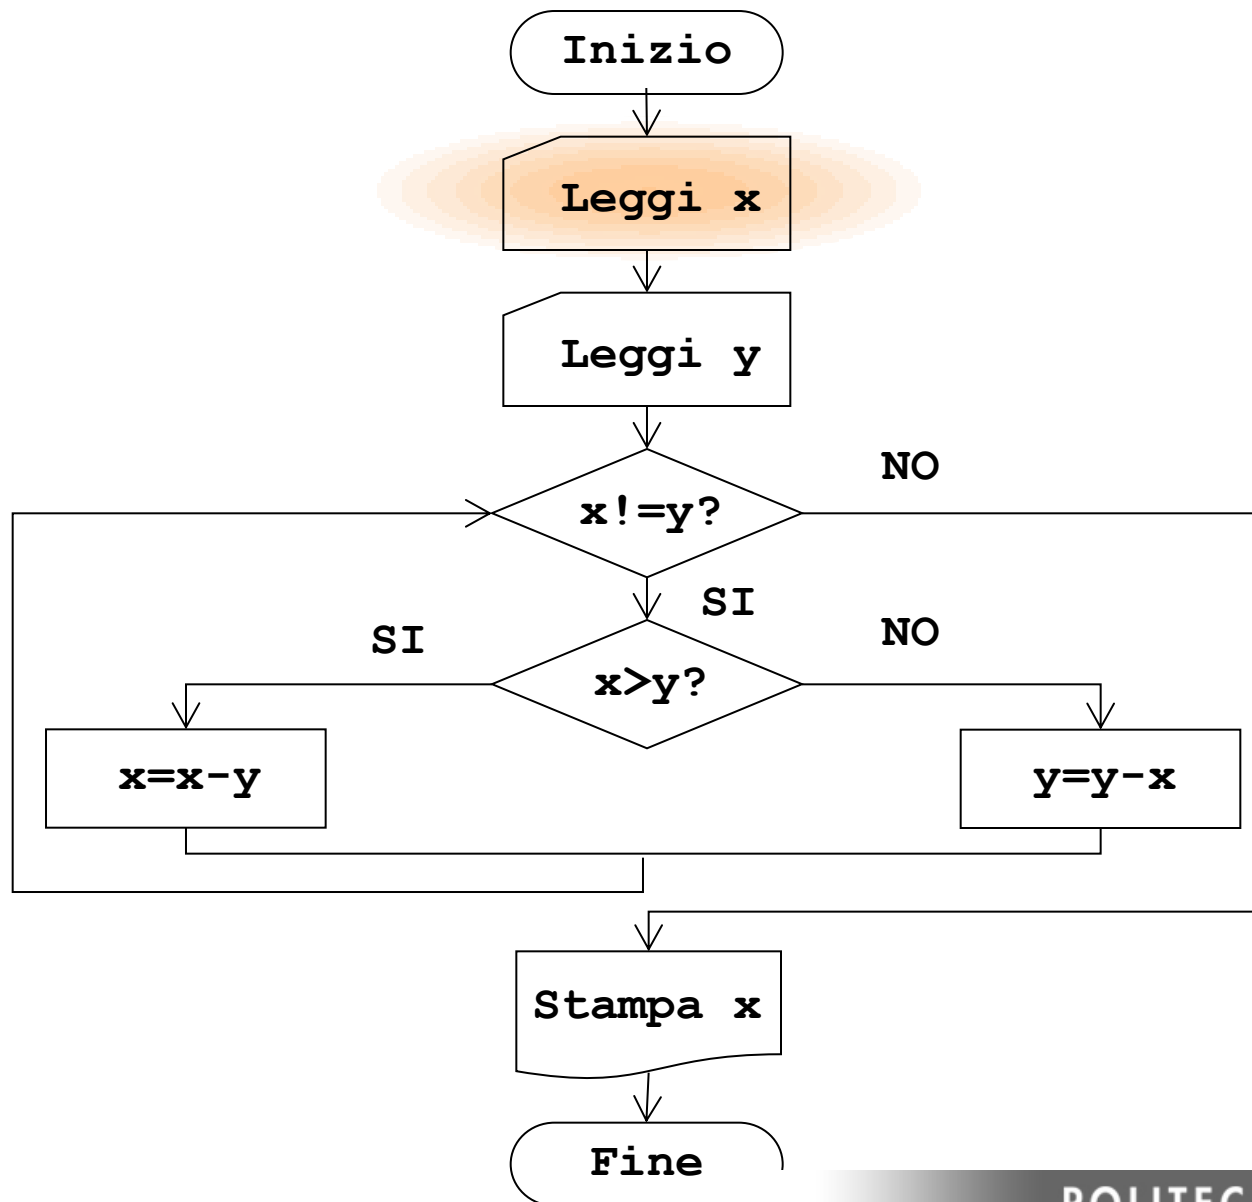 Inizio
Leggi x
Leggi y
x!=y?
NO
SI
SI
x>y?
NO
x=x-y
y=y-x
Stampa x
Fine